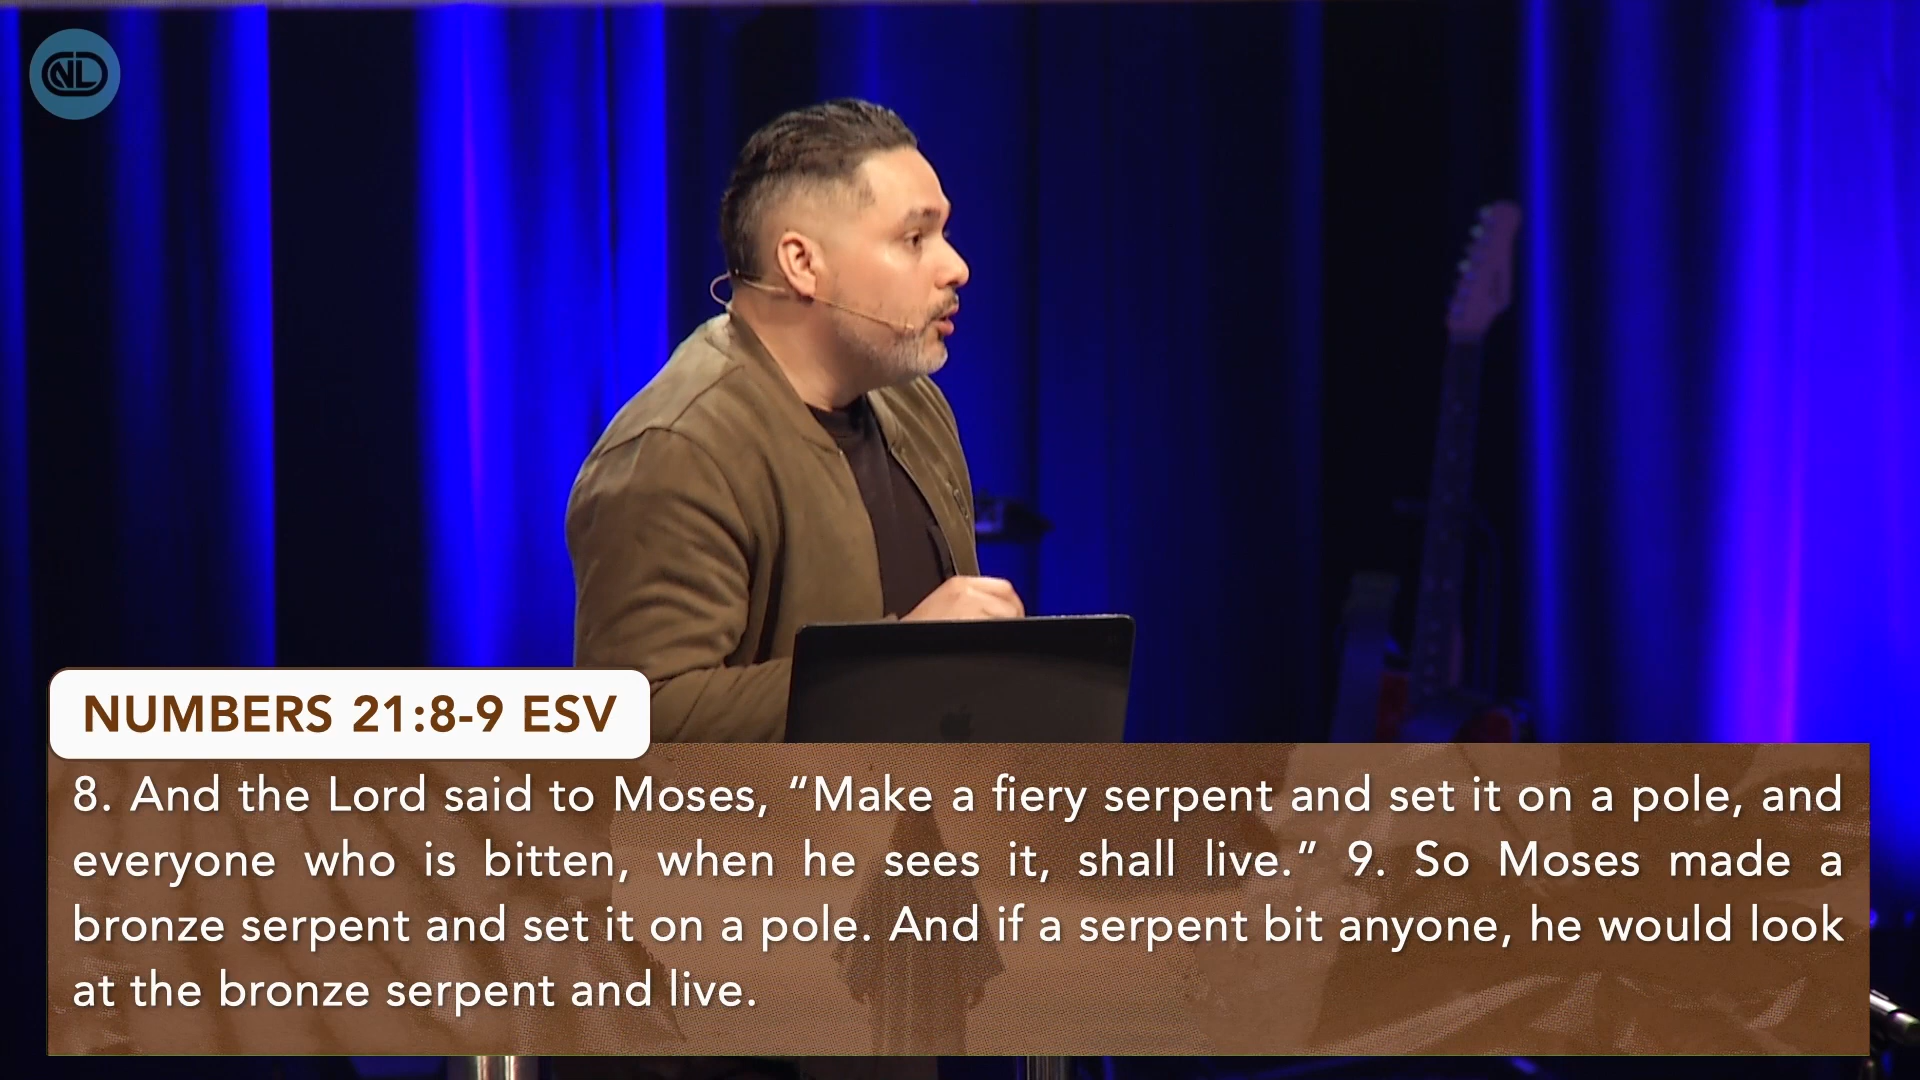 NL
NUMBERS 21:8-9 ESV
8. And the Lord said to Moses, “Make a fiery serpent and set it on a pole, and
everyone who is bitten, when he sees it, shall live.” 9. So Moses made a
bronze serpent and set it on a pole. And if a serpent bit anyone, he would look
at the bronze serpent and live.